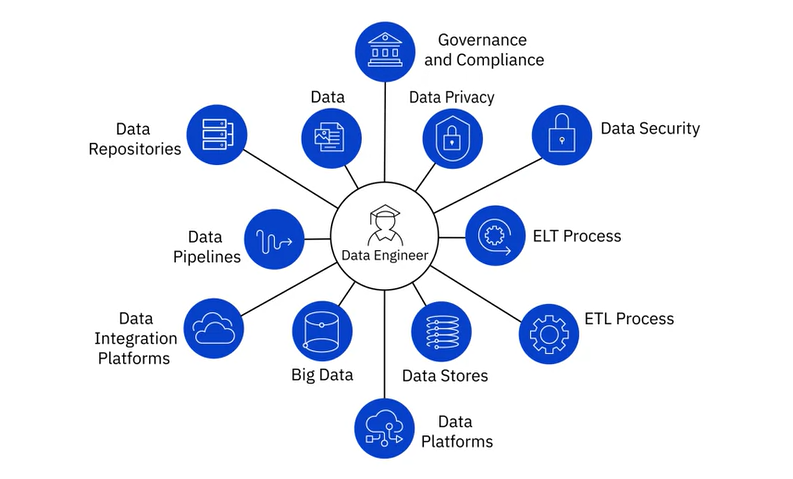 Governance
and Compliance
Data
Data Privacy
Data
Repositories
Data Security
Data
Pipelines
Data Engineer
ELT Process
Data
Integration
Platforms
ETL Process
Big Data
Data Stores
Data
Platforms